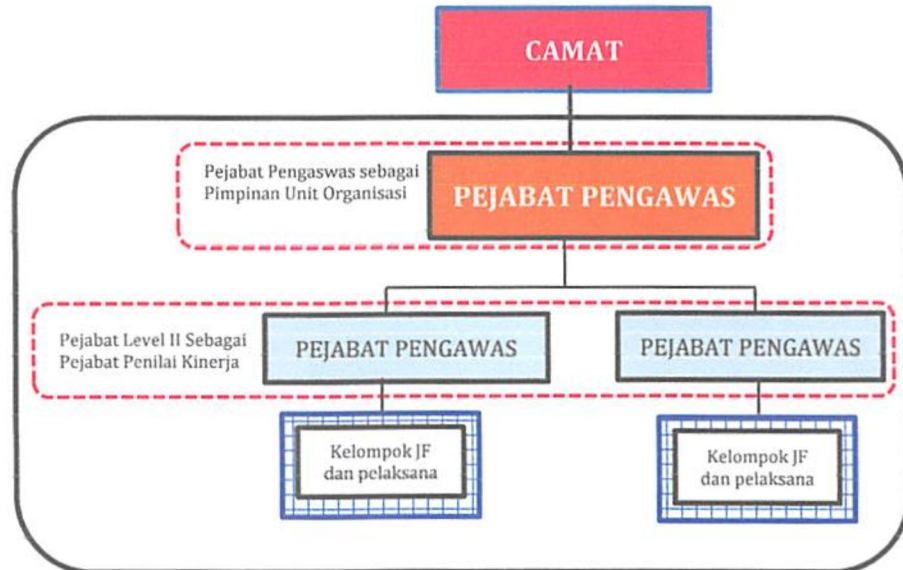 CAMAT
Pejabat Pengaswas sebagai
Pimpinan Unit Organisasi
PEJABAT PENGAWAS
Pejabat Level II Sebagai
Pejabat Penilai Kinerja
PEJABAT PENGAWAS
PEJABAT PENGAWAS
Kelompok JF
dan pelaksana
Kelompok JF
dan pelaksana